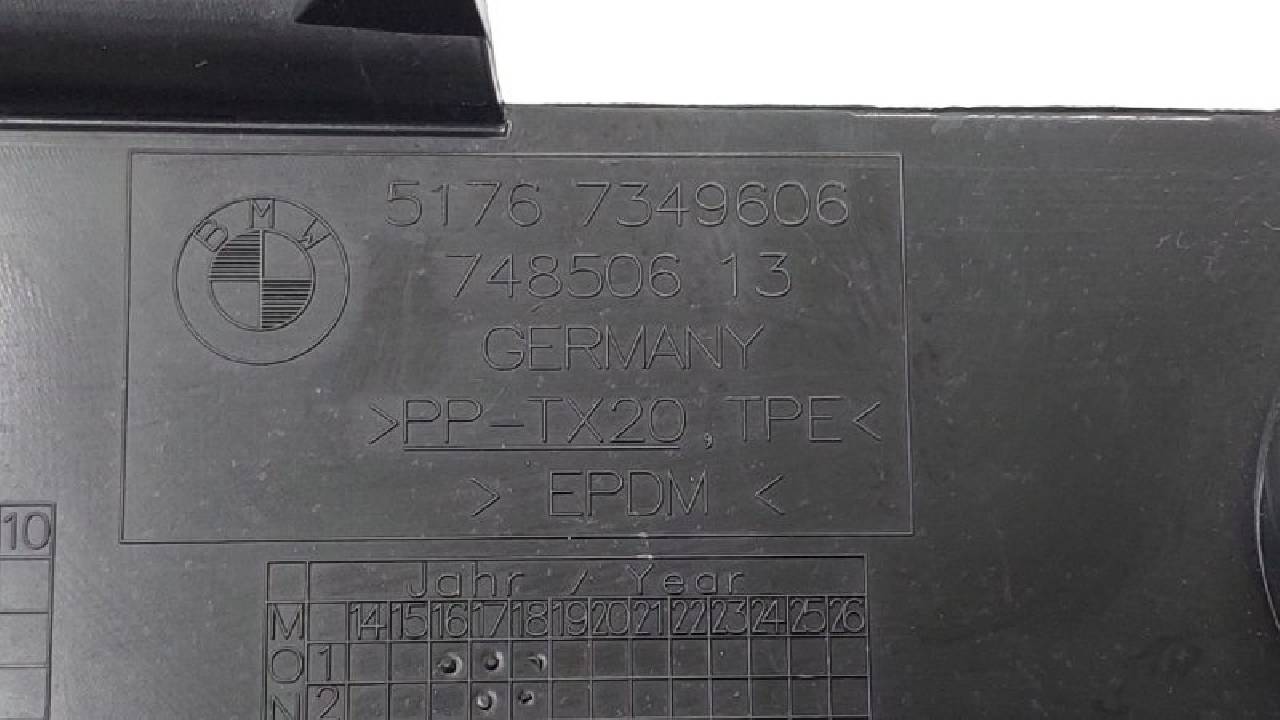 BMW
5176 7349606
748506 13
GERMANY
>PP-TX20, TPE<
> EPDM <
10
Jahr / Year
M 14 15 16 17 18 19 20 21 22 23 24 25 26
O 1
N 2